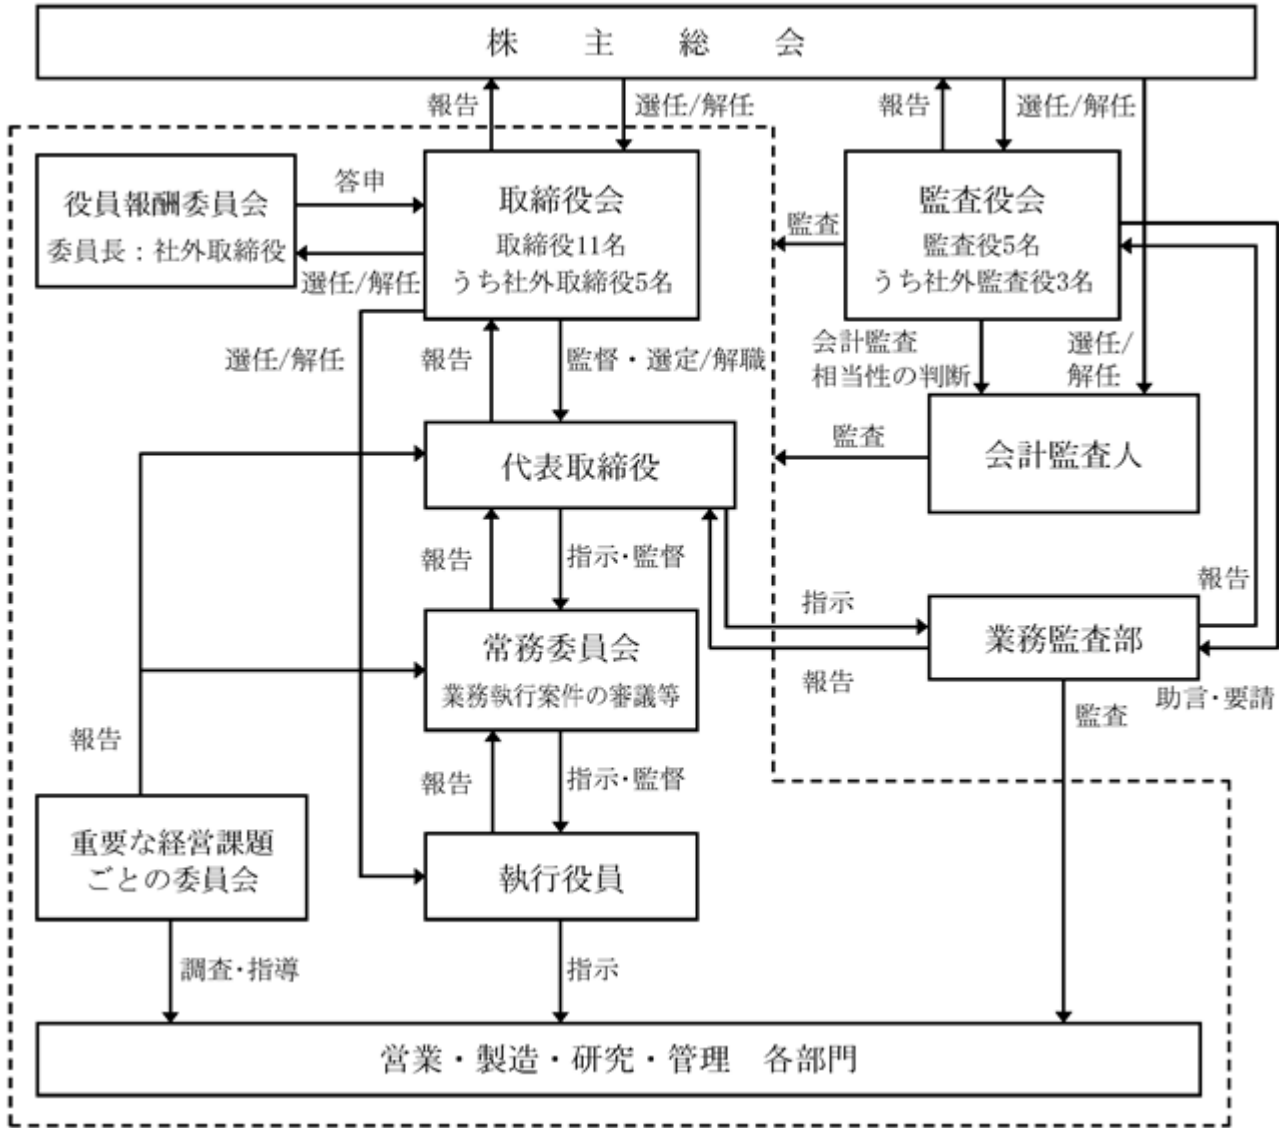 株主総会
報告
選任/解任
報告
選任/解任
役員報酬委員会
委員長：社外取締役
答申
選任/解任
取締役会
取締役11名
うち社外取締役5名
監査
監査役会
監査役5名
うち社外監査役3名
選任/解任
報告
監督・選定/解職
会計監査
相当性の判断
選任/
解任
代表取締役
監査
会計監査人
報告
指示・監督
指示
報告
報告
常務委員会
業務執行案件の審議等
業務監査部
助言・要請
監査
報告
報告
指示・監督
重要な経営課題
ごとの委員会
執行役員
調査・指導
指示
営業・製造・研究・管理　各部門